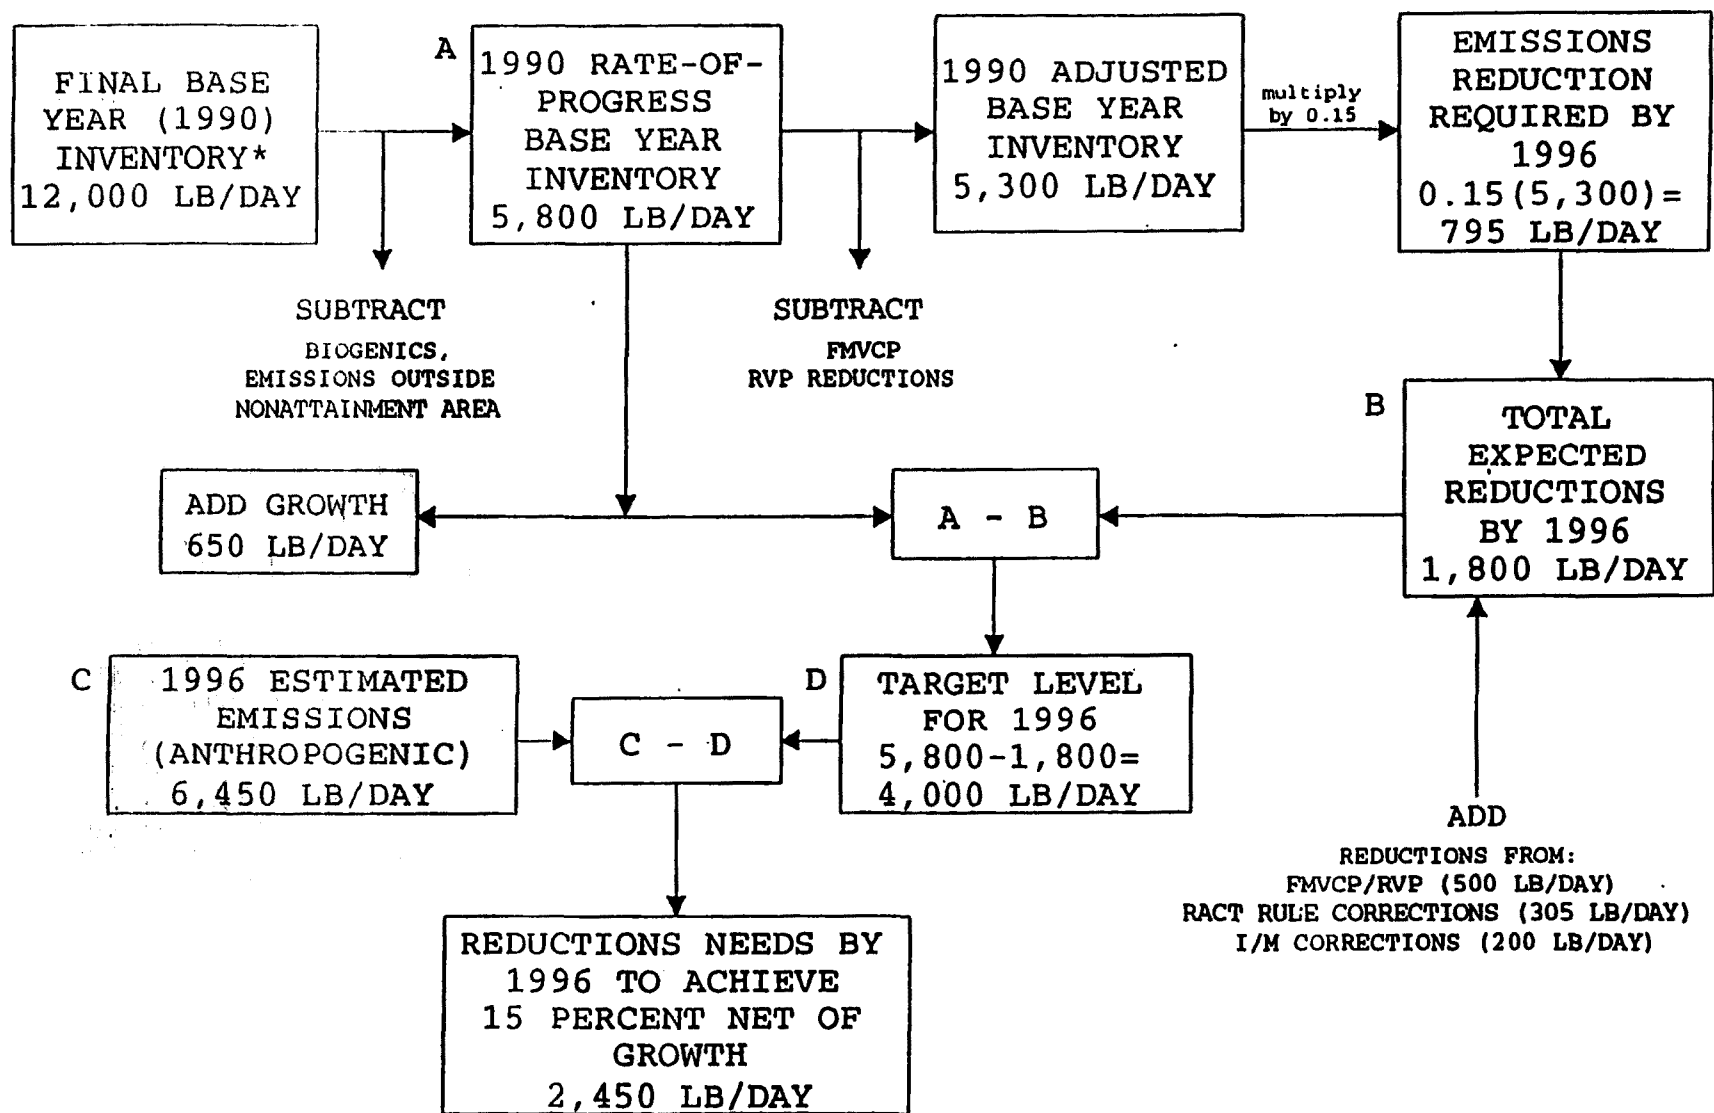 FINAL BASE
YEAR (1990)
INVENTORY*
12,000 LB/DAY
A
1990 RATE-OF-
PROGRESS
BASE YEAR
INVENTORY
5,800 LB/DAY
1990 ADJUSTED
BASE YEAR
INVENTORY
5,300 LB/DAY
multiply
by 0.15
EMISSIONS
REDUCTION
REQUIRED BY
1996
0.15(5,300)=
795 LB/DAY
SUBTRACT
BIOGENICS,
EMISSIONS OUTSIDE
NONATTAINMENT AREA
SUBTRACT
FMVCP
RVP REDUCTIONS
B
TOTAL
EXPECTED
REDUCTIONS
BY 1996
1,800 LB/DAY
ADD GROWTH
650 LB/DAY
A - B
C
1996 ESTIMATED
EMISSIONS
(ANTHROPOGENIC)
6,450 LB/DAY
C - D
D
TARGET LEVEL
FOR 1996
5,800-1,800=
4,000 LB/DAY
ADD
REDUCTIONS FROM:
FMVCP/RVP (500 LB/DAY)
RACT RULE CORRECTIONS (305 LB/DAY)
I/M CORRECTIONS (200 LB/DAY)
REDUCTIONS NEEDS BY
1996 TO ACHIEVE
15 PERCENT NET OF
GROWTH
2,450 LB/DAY